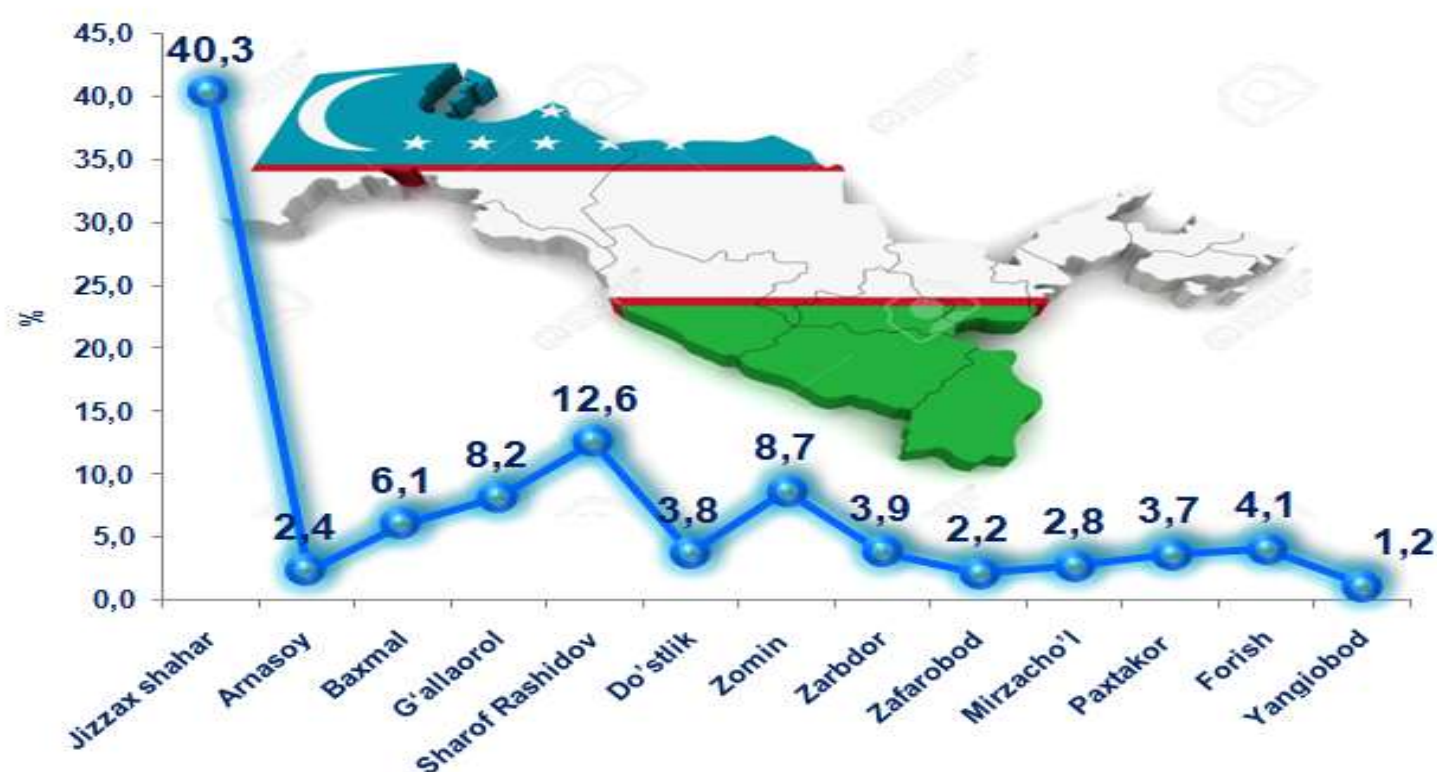 45,0
40,0
35,0
30,0
25,0
20,0
15,0
10,0
5,0
0,0
%
40,3
2,4
6,1
8,2
12,6
3,8
8,7
3,9
2,2
2,8
3,7
4,1
1,2
Jizzax shahar
Arnasoy
Baxmal
G‘allaorol
Sharof Rashidov
Do’stlik
Zomin
Zarbdor
Zafarobod
Mirzacho’l
Paxtakor
Forish
Yangiobod